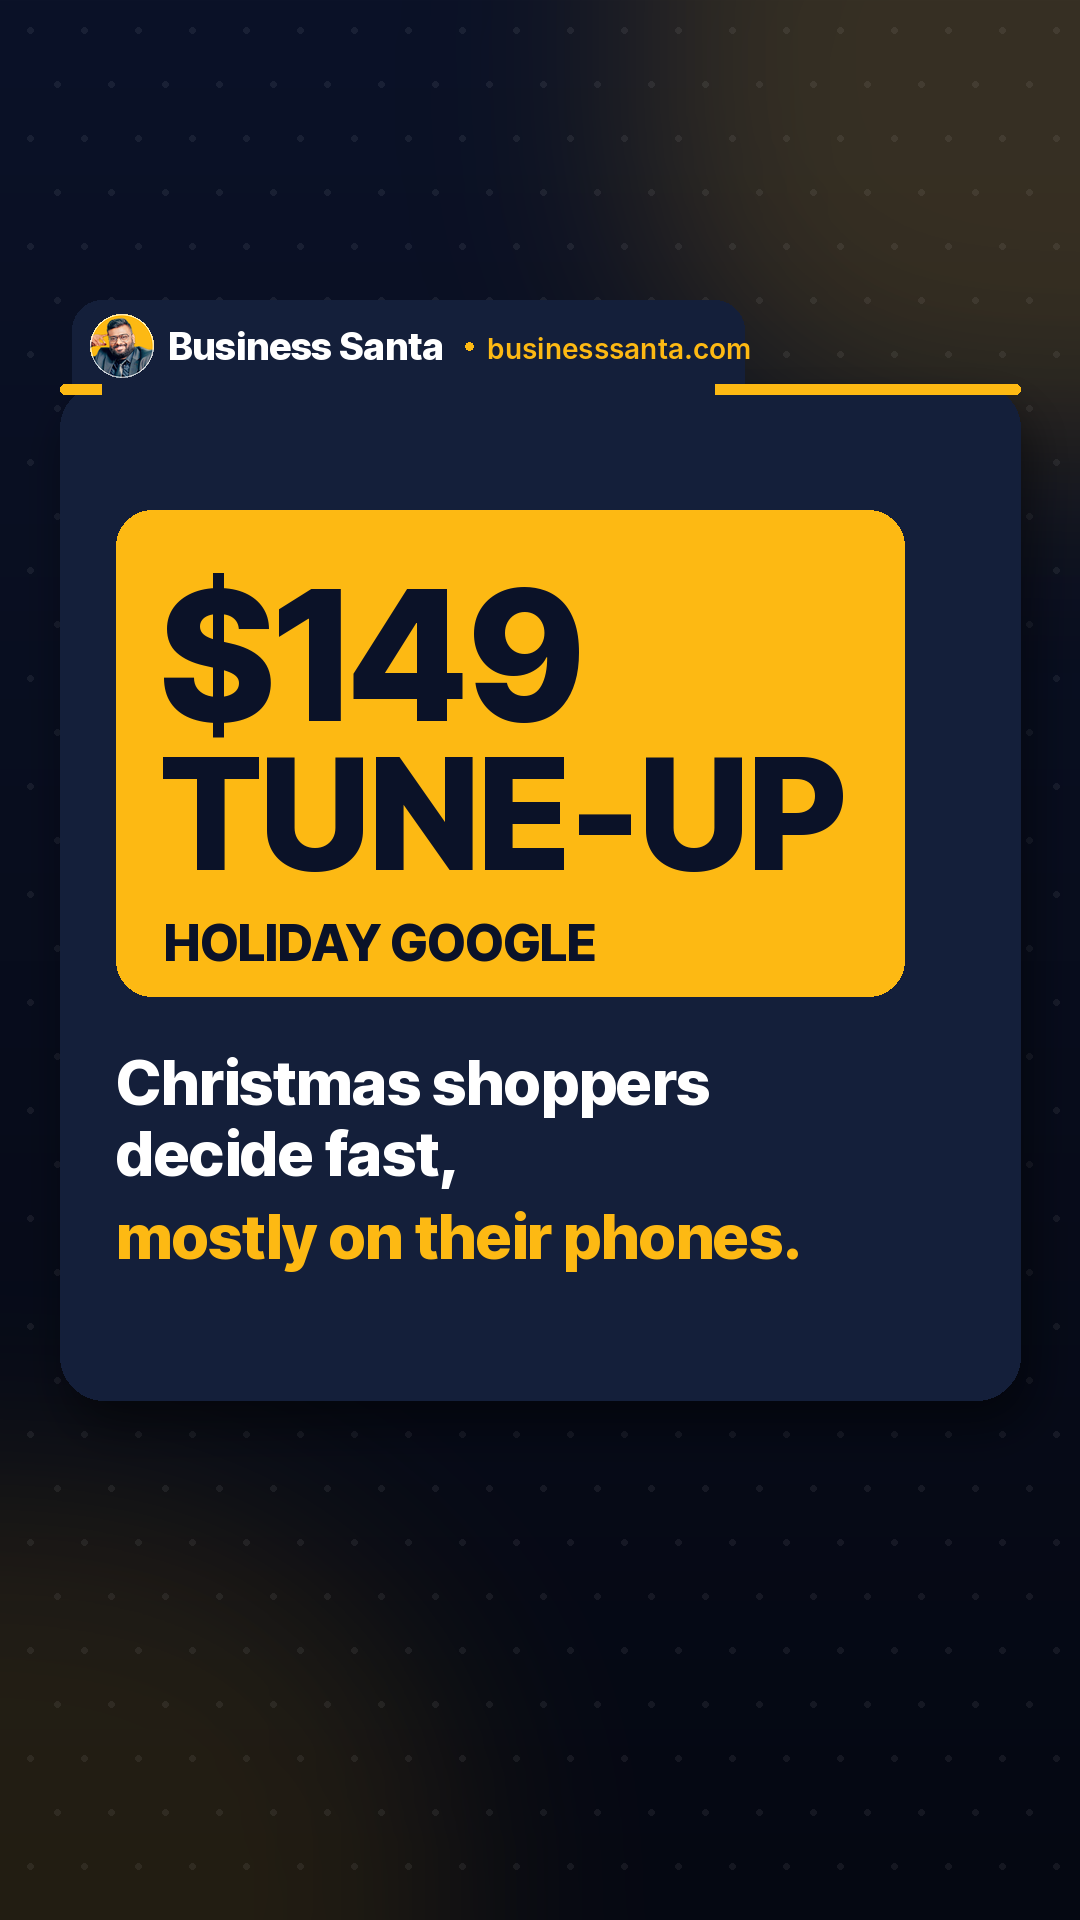 Business Santa • businesssanta.com
$149
TUNE-UP
HOLIDAY GOOGLE
Christmas shoppers
decide fast,
mostly on their phones.